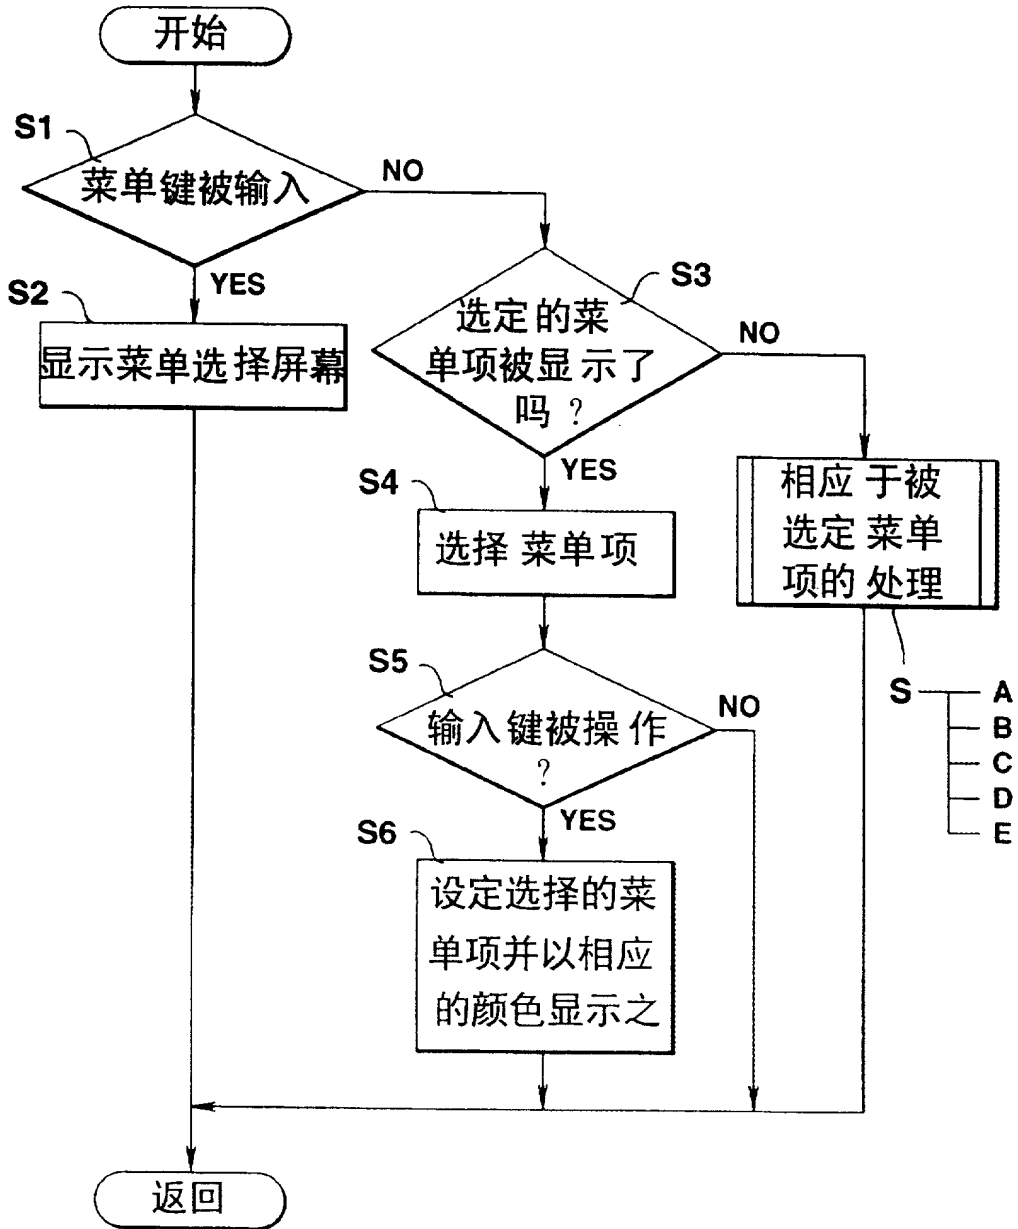 开始
S1
菜单键被输入
NO
YES
S2
显示菜单选择屏幕
S3
选定的菜
单项被显示了
吗？
NO
YES
S4
选择菜单项
相应于被
选定菜单
项的处理
S
A
B
C
D
E
S5
输入键被操作
？
NO
YES
S6
设定选择的菜
单项并以相应
的颜色显示之
返回